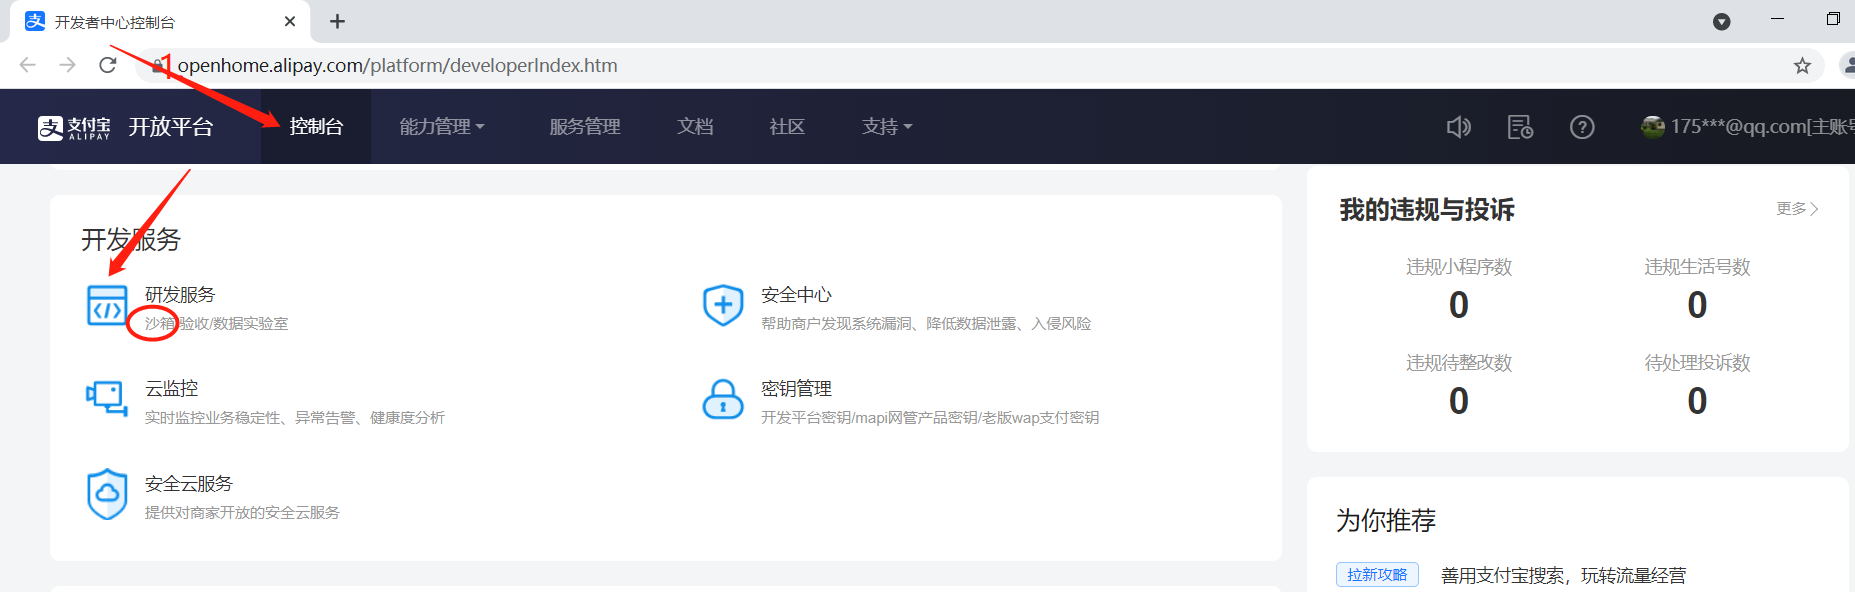 开发者中心控制台
1
openhome.alipay.com/platform/developerIndex.htm
支付宝
ALIPAY
开放平台
控制台
能力管理
服务管理
文档
社区
支持
175***@qq.com[主账号
开发服务
研发服务
沙箱/验收/数据实验室
安全中心
帮助商户发现系统漏洞、降低数据泄露、入侵风险
云监控
实时监控业务稳定性、异常告警、健康度分析
密钥管理
开发平台密钥/mapi网管产品密钥/老版wap支付密钥
安全云服务
提供对商家开放的安全云服务
我的违规与投诉
更多
违规小程序数
违规生活号数
0
0
违规待整改数
待处理投诉数
0
0
为你推荐
拉新攻略
善用支付宝搜索，玩转流量经营